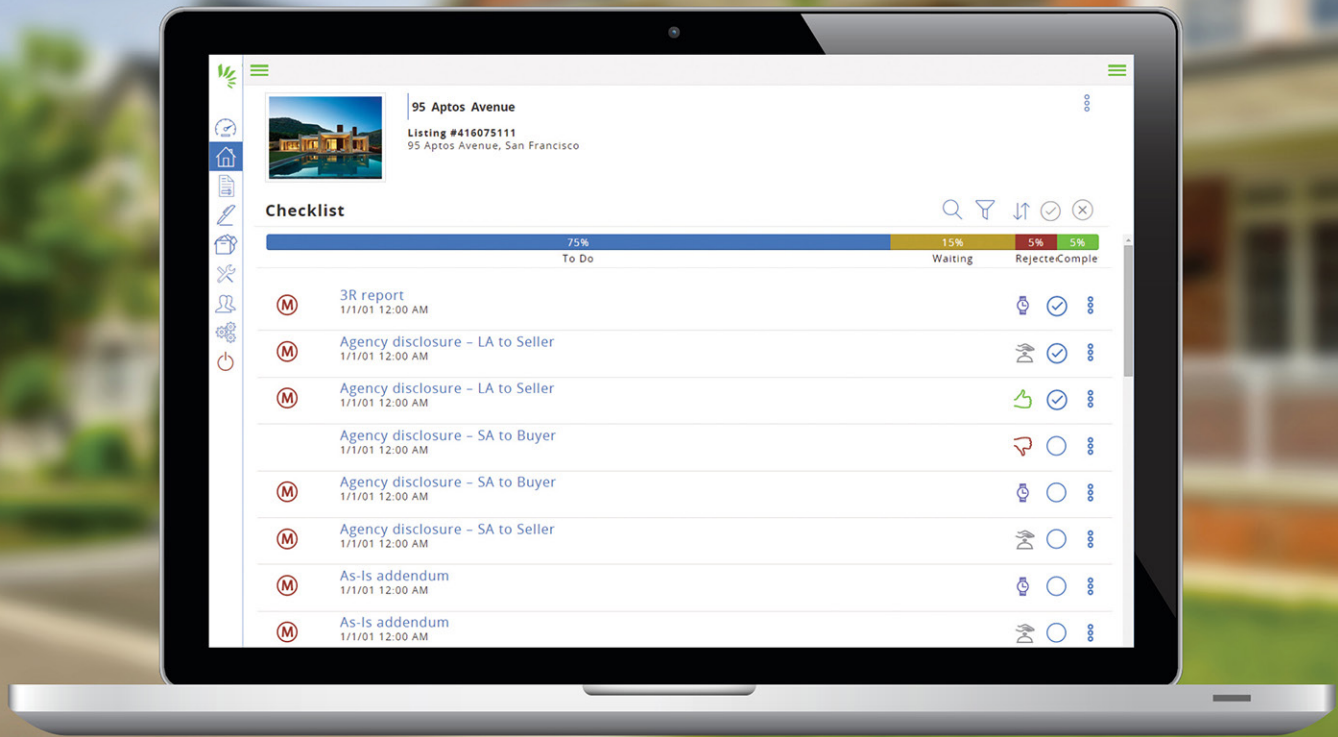 95 Aptos Avenue
Listing #416075111
95 Aptos Avenue, San Francisco
Checklist
75% 15% 5% 5%
To Do Waiting Rejected Comple
M 3R report
1/1/01 12:00 AM
M Agency disclosure – LA to Seller
1/1/01 12:00 AM
M Agency disclosure – LA to Seller
1/1/01 12:00 AM
Agency disclosure – SA to Buyer
1/1/01 12:00 AM
M Agency disclosure – SA to Buyer
1/1/01 12:00 AM
M Agency disclosure – SA to Seller
1/1/01 12:00 AM
M As-Is addendum
1/1/01 12:00 AM
M As-Is addendum
1/1/01 12:00 AM